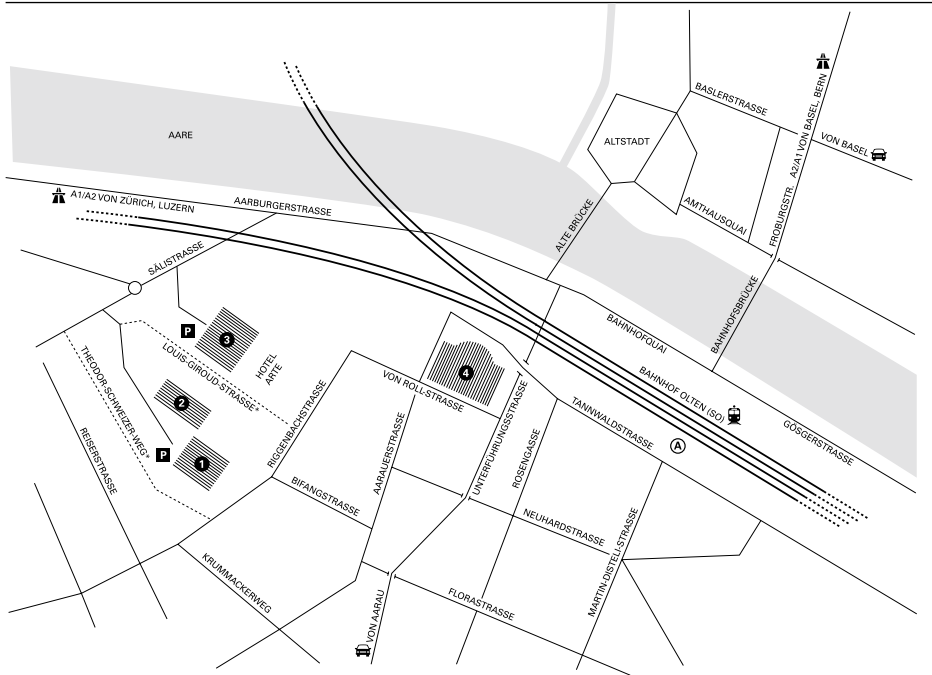 A2/A1 VON BASEL, BERN
BASLERSTRASSE
VON BASEL
AARE
ALTSTADT
A1/A2 VON ZÜRICH, LUZERN
AARBURGERSTRASSE
AMTHAUSQUAI
FROBURGSTR.
ALTE BRÜCKE
SÄLISTRASSE
BAHNHOFSBRÜCKE
BAHNHOFQUAI
P
3
HOTEL
ARTE
LOUIS-GIROUD-STRASSE*
THEODOR-SCHWEIZER-WEG*
4
VON ROLL-STRASSE
BAHNHOF OLTEN (SO)
GÖSGERSTRASSE
TANNWALDSTRASSE
A
2
REISERSTRASSE
P
1
RIGGENBACHSTRASSE
AARAUERSTRASSE
UNTERFÜHRUNGSSTRASSE
ROSENGASSE
BIFANGSTRASSE
NEUHARDSTRASSE
MARTIN-DISTELI-STRASSE
KRUMMACKERWEG
FLORASTRASSE
VON AARAU